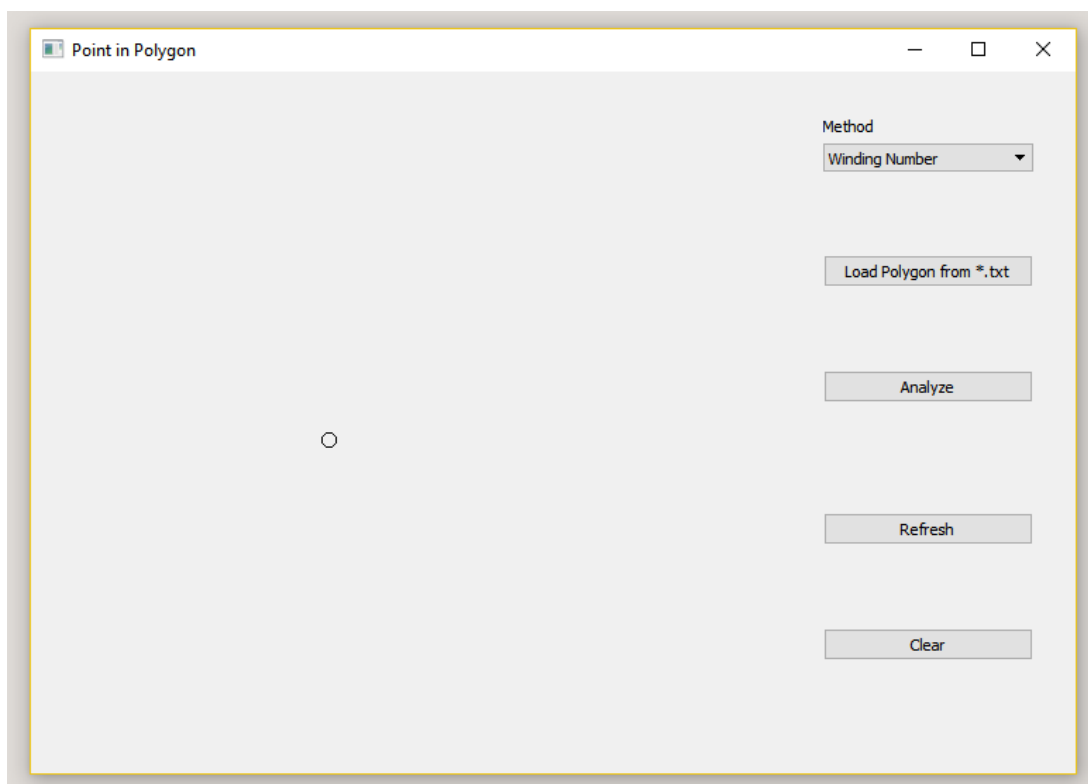 Point in Polygon
Method
Winding Number
Load Polygon from *.txt
Analyze
Refresh
Clear